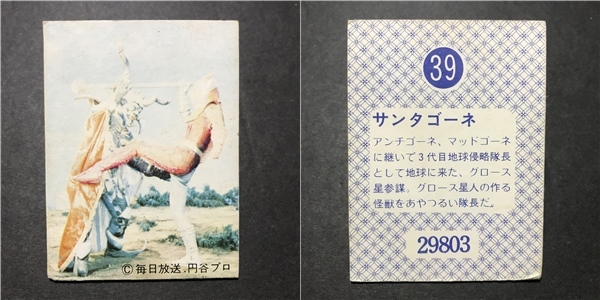 ©毎日放送.円谷プロ
39
サンタゴーネ
アンチゴーネ、マッドゴーネ
に継いで3代目地球侵略隊長
として地球に来た、グロース
星参謀。グロース星人の作る
怪獣をあやつるい隊長だ。
29803